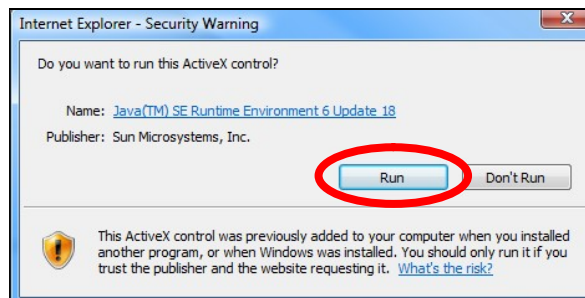 Internet Explorer - Security Warning
Do you want to run this ActiveX control?
Name: Java(TM) SE Runtime Environment 6 Update 18
Publisher: Sun Microsystems, Inc.
Run Don't Run
This ActiveX control was previously added to your computer when you installed
another program, or when Windows was installed. You should only run it if you
trust the publisher and the website requesting it. What's the risk?